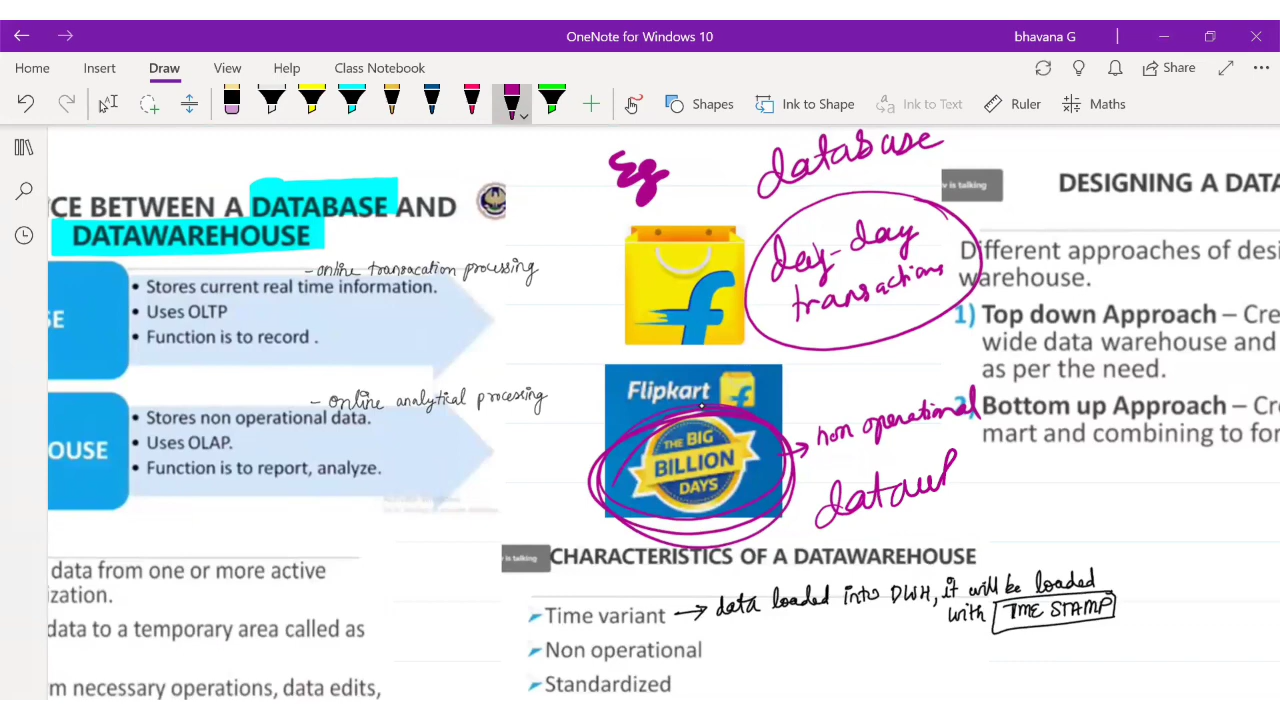 OneNote for Windows 10
bhavana G
Home
Insert
Draw
View
Help
Class Notebook
Share
Shapes
Ink to Shape
Ink to Text
Ruler
Maths
CE BETWEEN A DATABASE AND
DATAWAREHOUSE
- online transacation processing
SE
• Stores current real time information.
• Uses OLTP
• Function is to record .
- online analytical processing
OUSE
• Stores non operational data.
• Uses OLAP.
• Function is to report, analyze.
data from one or more active
ization.
data to a temporary area called as
m necessary operations, data edits,
Eg
database
day-day
transactions
Flipkart
THE BIG
BILLION
DAYS
non operational
v is talking
DESIGNING A DATA
Different approaches of desi
warehouse.
1) Top down Approach – Cre
wide data warehouse and
as per the need.
2) Bottom up Approach – Cre
mart and combining to for
v is talking
CHARACTERISTICS OF A DATAWAREHOUSE
Time variant → data loaded into DWH, it will be loaded
with TIME STAMP
Non operational
Standardized